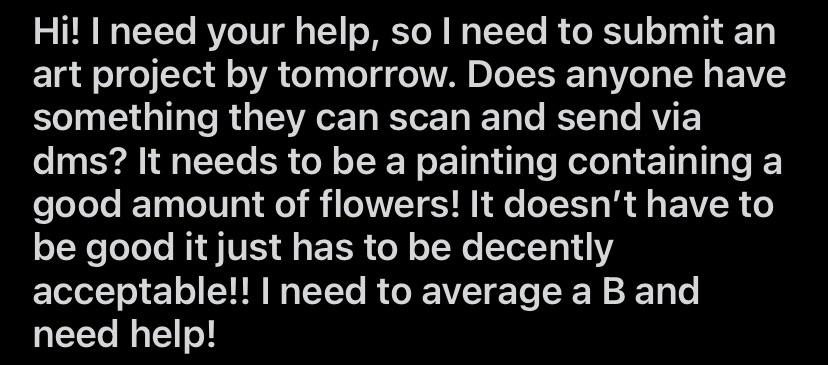 Hi! I need your help, so I need to submit an
art project by tomorrow. Does anyone have
something they can scan and send via
dms? It needs to be a painting containing a
good amount of flowers! It doesn’t have to
be good it just has to be decently
acceptable!! I need to average a B and
need help!